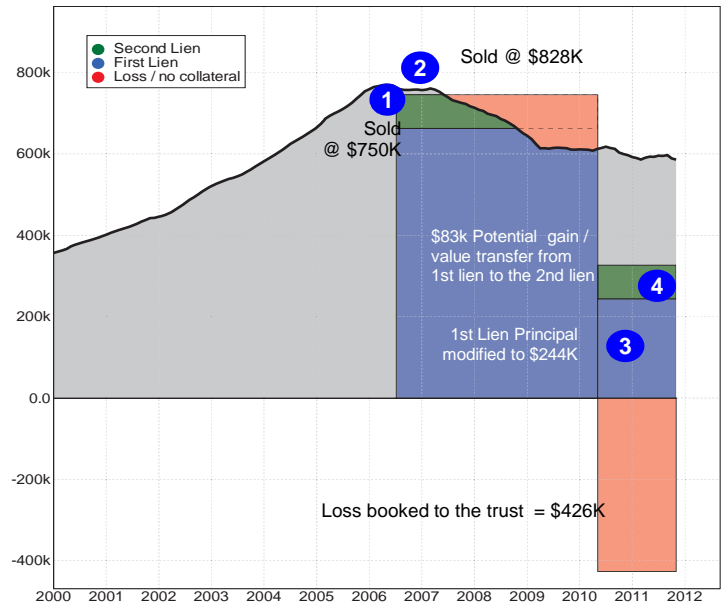 Second Lien
First Lien
Loss / no collateral
2
Sold @ $828K
1
Sold
@ $750K
$83k Potential gain /
value transfer from
1st lien to the 2nd lien
4
1st Lien Principal
modified to $244K
3
Loss booked to the trust = $426K
800k
600k
400k
200k
0.0
-200k
-400k
2000 2001 2002 2003 2004 2005 2006 2007 2008 2009 2010 2011 2012